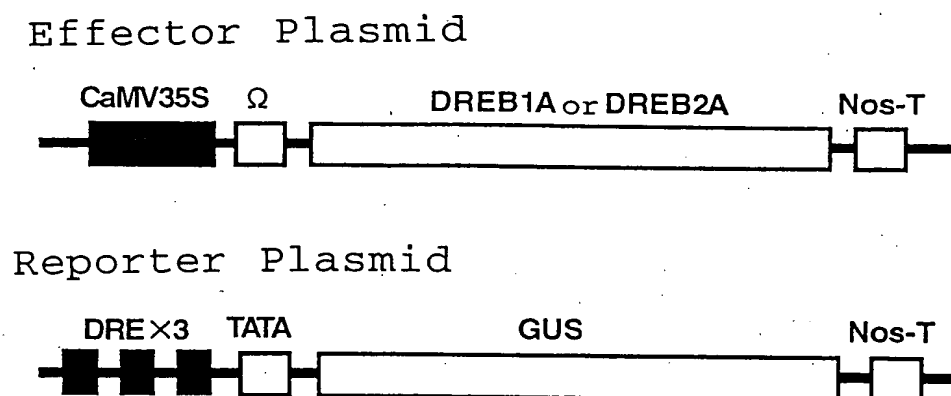 Effector Plasmid
CaMV35S Ω DREB1A or DREB2A Nos-T
Reporter Plasmid
DRE×3 TATA GUS Nos-T